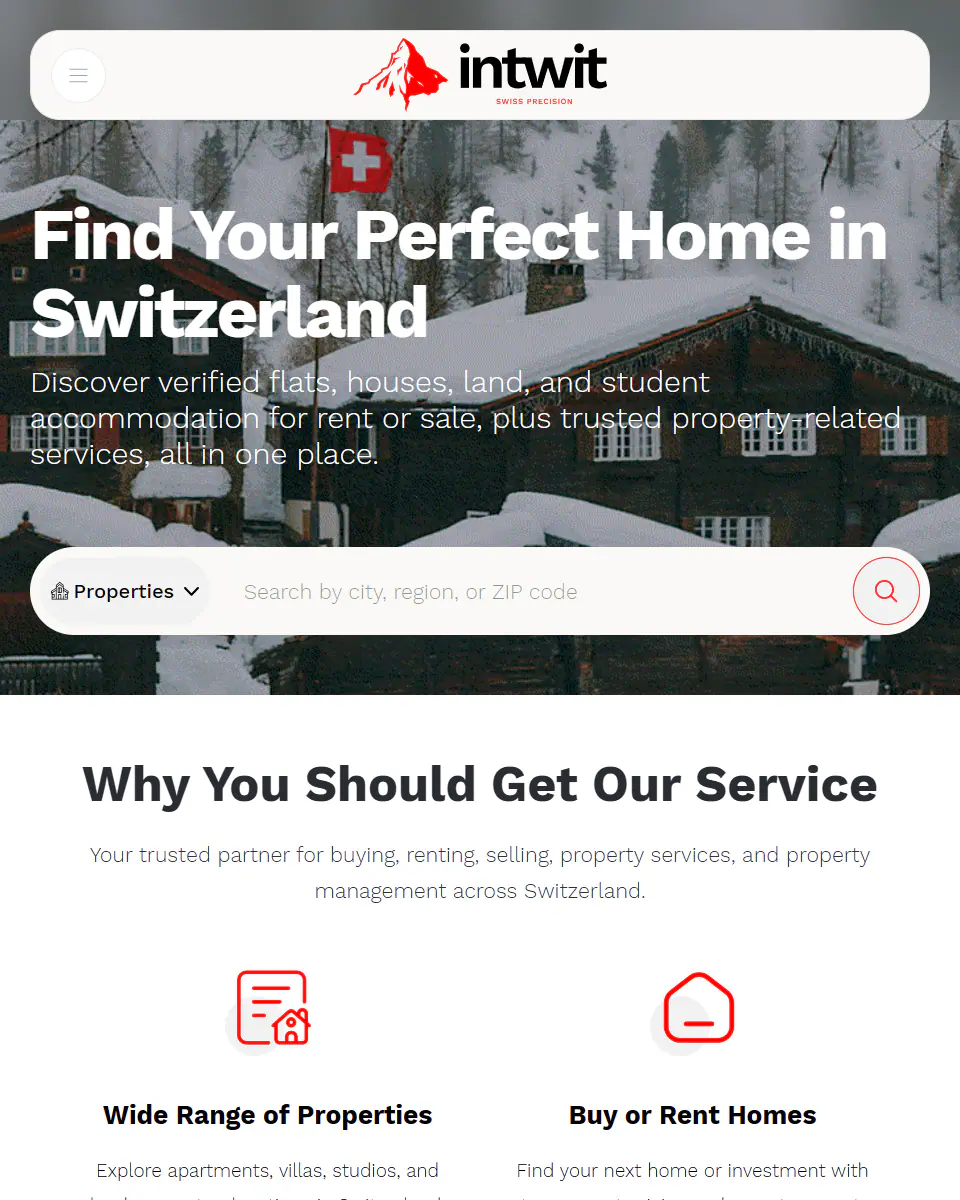 intwit
SWISS PRECISION
Find Your Perfect Home in
Switzerland
Discover verified flats, houses, land, and student
accommodation for rent or sale, plus trusted property-related
services, all in one place.
Properties
Search by city, region, or ZIP code
Why You Should Get Our Service
Your trusted partner for buying, renting, selling, property services, and property
management across Switzerland.
Wide Range of Properties
Buy or Rent Homes
Explore apartments, villas, studios, and
Find your next home or investment with